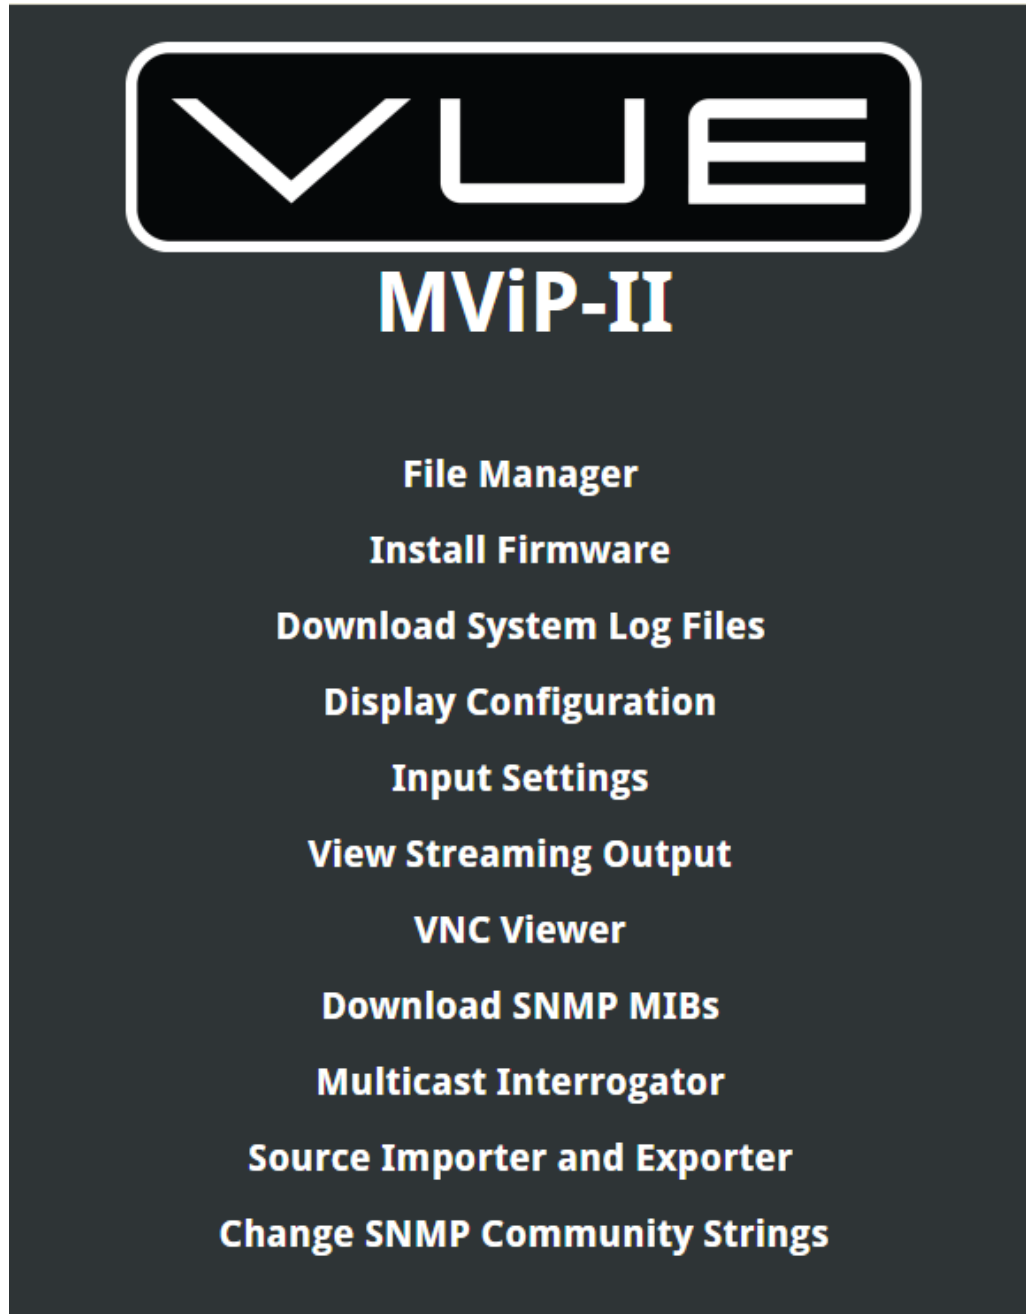 VUE
MViP-II
File Manager
Install Firmware
Download System Log Files
Display Configuration
Input Settings
View Streaming Output
VNC Viewer
Download SNMP MIBs
Multicast Interrogator
Source Importer and Exporter
Change SNMP Community Strings